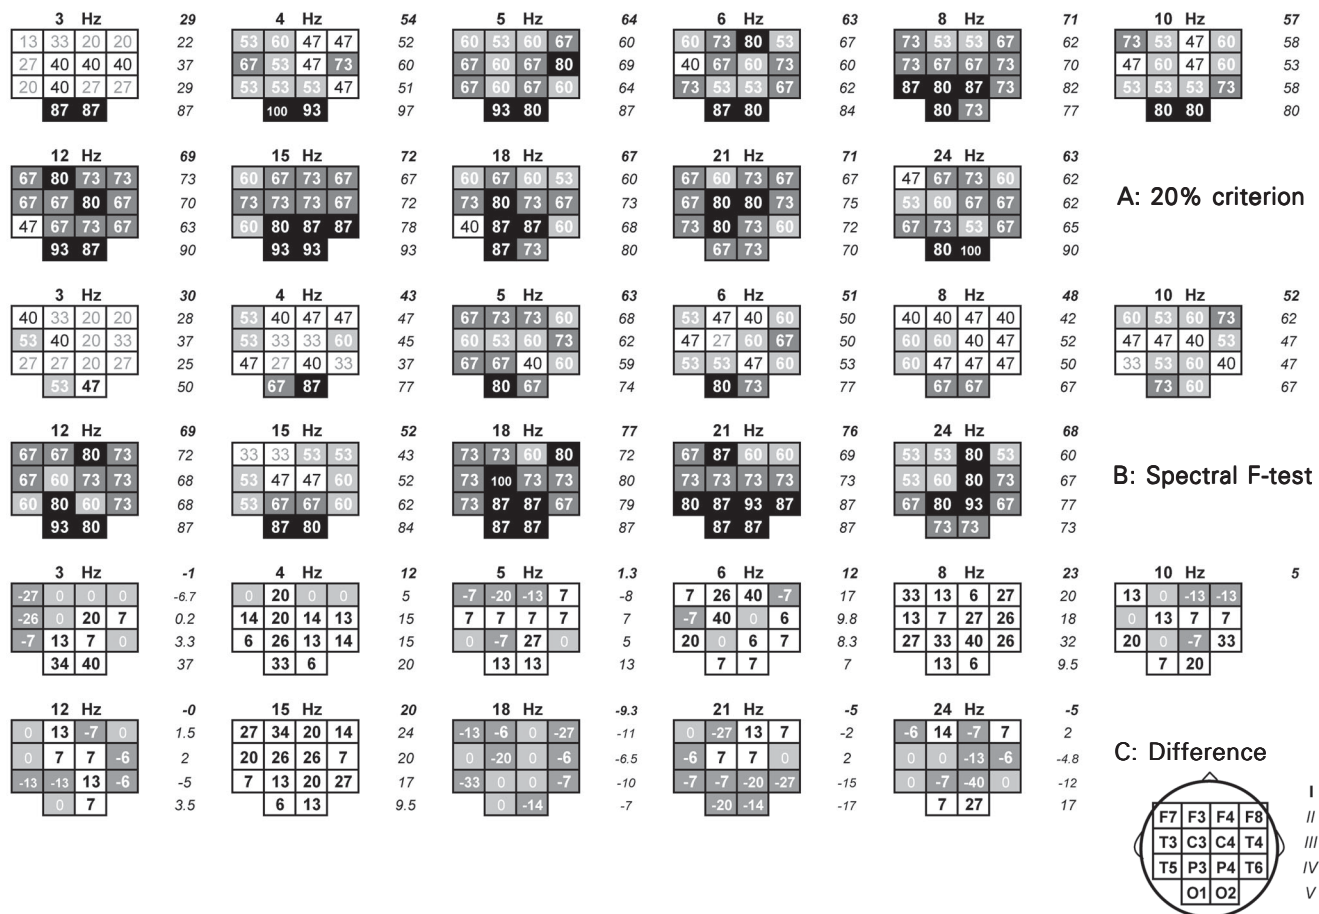 3 Hz 29 4 Hz 54 5 Hz 64 6 Hz 63 8 Hz 71 10 Hz 57
13 33 20 20 22 53 60 47 47 52 60 53 60 67 60 60 73 80 53 67 73 53 53 67 62 73 53 47 60 58
27 40 40 40 37 67 53 47 73 60 67 60 67 80 69 40 67 60 73 60 73 67 67 73 70 47 60 47 60 53
20 40 27 27 29 53 53 53 47 51 67 60 67 60 64 73 53 53 67 62 87 80 87 73 82 53 53 53 73 58
87 87 87 100 93 97 93 80 87 87 80 84 80 73 77 80 80 80
12 Hz 69 15 Hz 72 18 Hz 67 21 Hz 71 24 Hz 63
67 80 73 73 73 60 67 73 67 67 60 67 60 53 60 67 60 73 67 67 47 67 73 60 62
67 67 80 67 70 73 73 73 67 72 73 80 73 67 73 67 80 80 73 75 53 60 67 67 62
A: 20% criterion
47 67 73 67 63 60 80 87 87 78 40 87 87 60 68 73 80 73 60 72 67 73 53 67 65
93 87 90 93 93 93 87 73 80 67 73 70 80 100 90
3 Hz 30 4 Hz 43 5 Hz 63 6 Hz 51 8 Hz 48 10 Hz 52
40 33 20 20 28 53 40 47 47 47 67 73 73 60 68 53 47 40 60 50 40 40 47 40 42 60 53 60 73 62
53 40 20 33 37 53 33 33 60 45 60 53 60 73 62 47 27 60 67 50 60 60 40 47 52 47 47 40 53 47
27 27 20 27 25 47 27 40 33 37 67 67 40 60 59 53 53 47 60 53 60 47 47 47 50 33 53 60 40 47
53 47 50 67 87 77 80 67 74 80 73 77 67 67 67 73 60 67
12 Hz 69 15 Hz 52 18 Hz 77 21 Hz 76 24 Hz 68
67 67 80 73 72 33 33 53 53 43 73 73 60 80 72 67 87 60 60 69 53 53 80 53 60
67 60 73 73 68 53 47 47 60 52 73 100 73 73 80 73 73 73 73 73 53 60 80 73 67
B: Spectral F-test
60 80 60 73 68 53 67 67 60 62 73 87 87 67 79 80 87 93 87 87 67 80 93 67 77
93 80 87 87 80 84 87 87 87 87 87 87 73 73 73
3 Hz -1 4 Hz 12 5 Hz 1.3 6 Hz 12 8 Hz 23 10 Hz 5
-27 0 0 0 -6.7 0 20 0 0 5 -7 -20 -13 7 -8 7 26 40 -7 17 33 13 6 27 20 13 0 -13 -13
-26 0 20 7 0.2 14 20 14 13 15 7 7 7 7 7 -7 40 0 6 9.8 13 7 27 26 18 0 13 7 7
-7 13 7 0 3.3 6 26 13 14 15 0 -7 27 0 5 20 0 6 7 8.3 27 33 40 26 32 20 0 -7 33
34 40 37 33 6 20 13 13 13 7 7 7 13 6 9.5 7 20
12 Hz -0 15 Hz 20 18 Hz -9.3 21 Hz -5 24 Hz -5
0 13 -7 0 1.5 27 34 20 14 24 -13 -6 0 -27 -11 0 -27 13 7 -2 -6 14 -7 7 2
0 7 7 -6 2 20 26 26 7 20 0 -20 0 -6 -6.5 -6 7 7 0 2 0 0 -13 -6 -4.8
C: Difference
-13 -13 13 -6 -5 7 13 20 27 17 -33 0 0 -7 -10 -7 -7 -20 -27 -15 0 -7 -40 0 -12
0 7 3.5 6 13 9.5 0 -14 -7 -20 -14 -17 7 27 17
I
F7 F3 F4 F8 II
T3 C3 C4 T4 III
T5 P3 P4 T6 IV
O1 O2 V